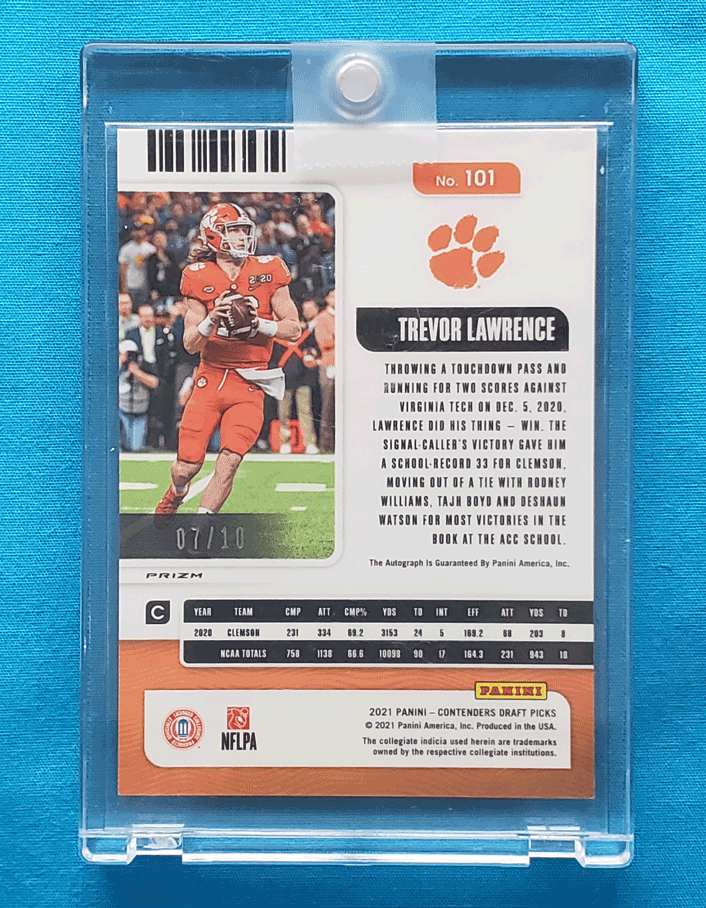 No. 101
TREVOR LAWRENCE
THROWING A TOUCHDOWN PASS AND
RUNNING FOR TWO SCORES AGAINST
VIRGINIA TECH ON DEC. 5, 2020,
LAWRENCE DID HIS THING – WIN. THE
SIGNAL-CALLER'S VICTORY GAVE HIM
A SCHOOL-RECORD 33 FOR CLEMSON,
MOVING OUT OF A TIE WITH RODNEY
WILLIAMS, TAJH BOYD AND DESHAUN
WATSON FOR MOST VICTORIES IN THE
BOOK AT THE ACC SCHOOL.
The Autograph Is Guaranteed By Panini America, Inc.
07/10
PRIZM
C
YEAR TEAM CMP ATT CMP% YDS TD INT EFF ATT YDS TD
2020 CLEMSON 231 334 69.2 3153 24 5 169.2 68 203 8
NCAA TOTALS 758 1138 66.6 10098 90 17 164.3 231 943 18
PANINI
2021 PANINI – CONTENDERS DRAFT PICKS
© 2021 Panini America, Inc. Produced in the USA.
The collegiate indicia used herein are trademarks
owned by the respective collegiate institutions.
NFLPA